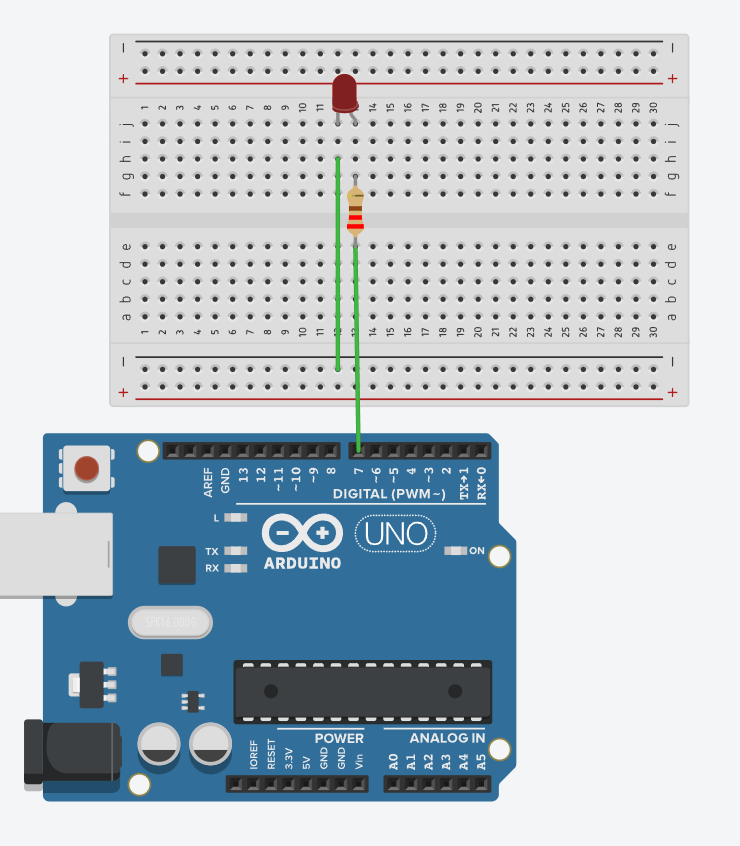 − −
+ +
1 2 3 4 5 6 7 8 9 10 11 14 15 16 17 18 19 20 21 22 23 24 25 26 27 28 29 30
j j
i i
h h
g g
f f
e e
d d
c c
b b
a a
1 2 3 4 5 6 7 8 9 10 11 12 13 14 15 16 17 18 19 20 21 22 23 24 25 26 27 28 29 30
− −
+ +
AREF GND 13 12 ~11 ~10 ~9 8 7 ~6 ~5 4 ~3 2 TX→1 RX←0
DIGITAL (PWM ~)
L
TX
RX
ARDUINO
UNO
ON
SPK16.000G
POWER ANALOG IN
IOREF RESET 3.3V 5V GND GND Vin A0 A1 A2 A3 A4 A5